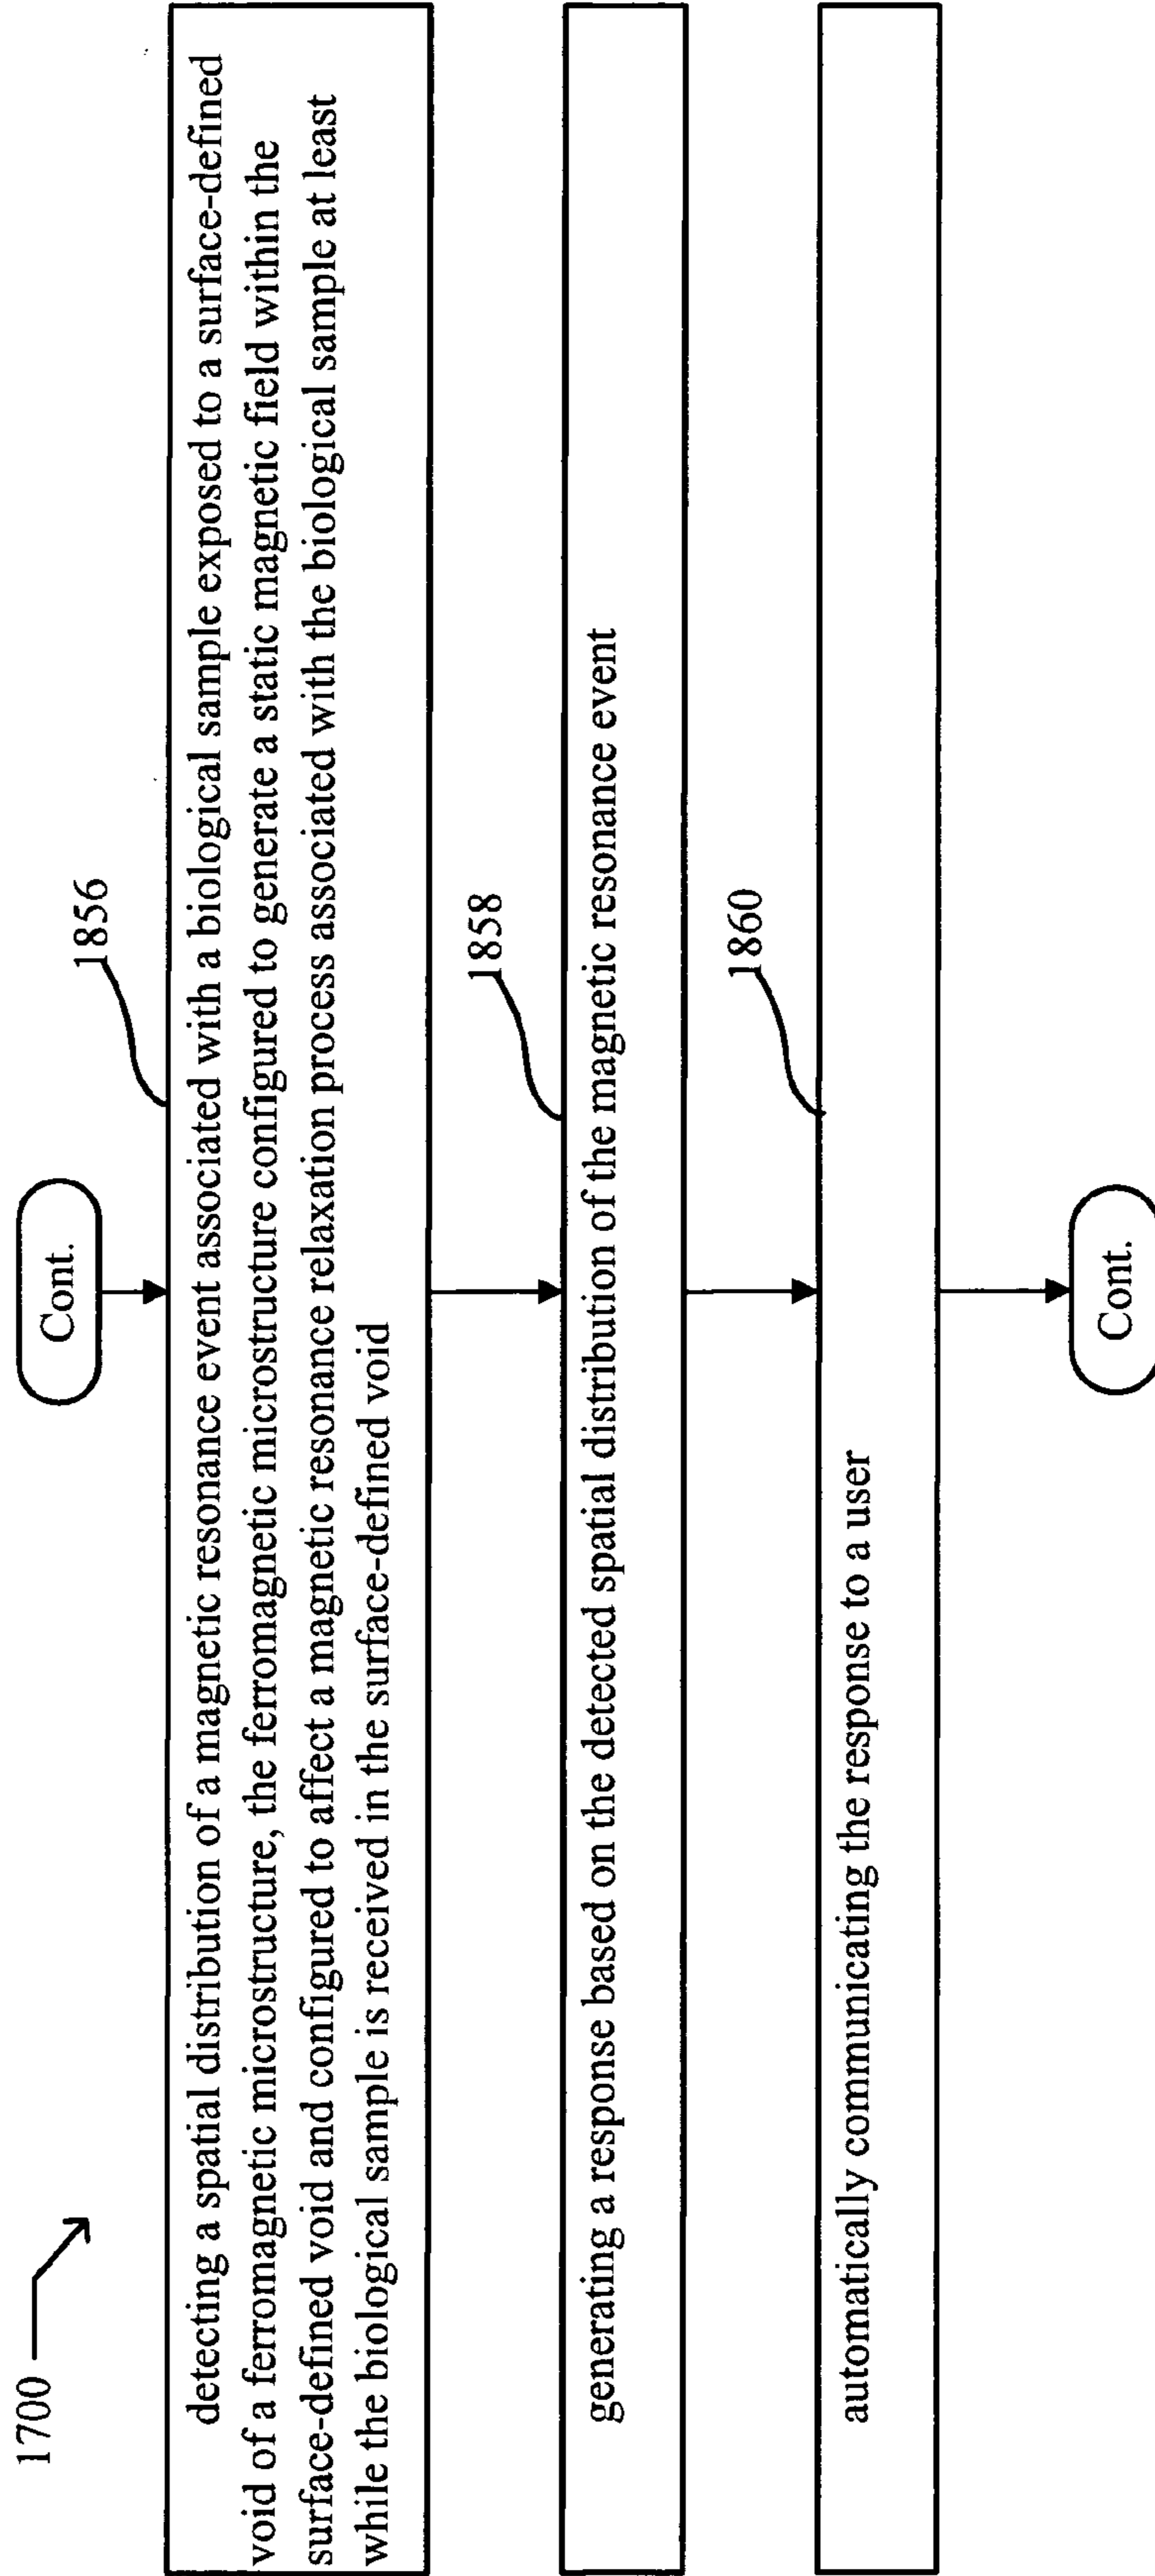 1700
Cont.
1856
detecting a spatial distribution of a magnetic resonance event associated with a biological sample exposed to a surface-defined
void of a ferromagnetic microstructure, the ferromagnetic microstructure configured to generate a static magnetic field within the
surface-defined void and configured to affect a magnetic resonance relaxation process associated with the biological sample at least
while the biological sample is received in the surface-defined void
1858
generating a response based on the detected spatial distribution of the magnetic resonance event
1860
automatically communicating the response to a user
Cont.